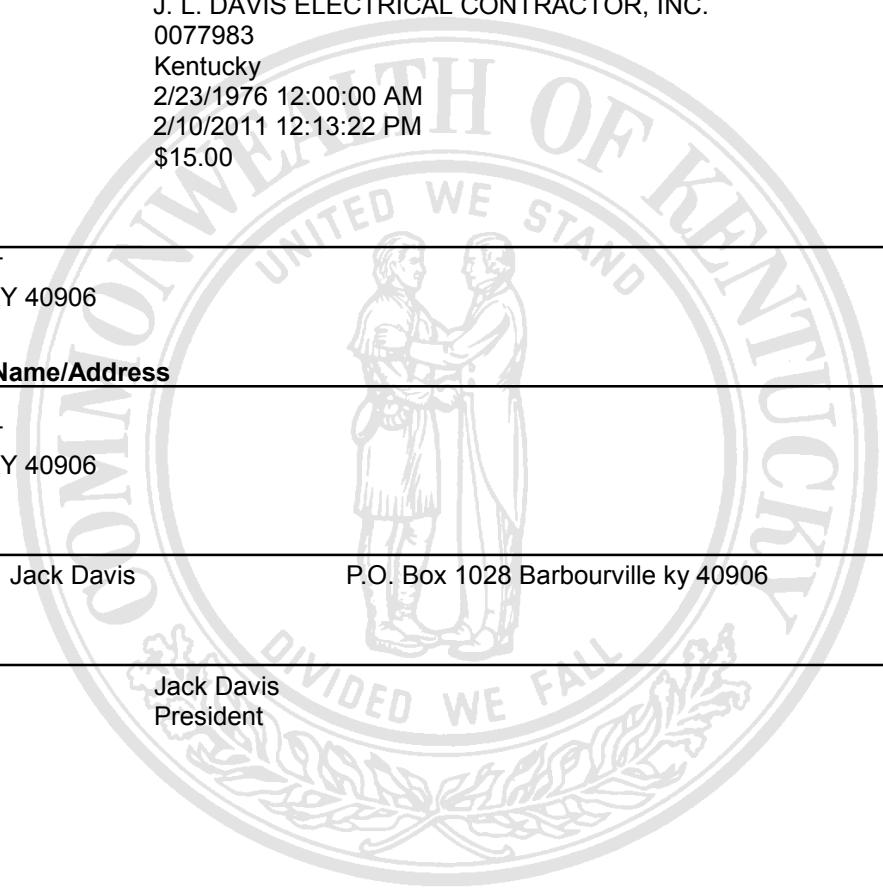 J. L. DAVIS ELECTRICAL CONTRACTOR, INC.
0077983
Kentucky
2/23/1976 12:00:00 AM
2/10/2011 12:13:22 PM
$15.00
COMMONWEALTH OF KENTUCKY
UNITED WE STAND
Y 40906
Name/Address
Y 40906
Jack Davis P.O. Box 1028 Barbourville ky 40906
DIVIDED WE FALL
Jack Davis
President